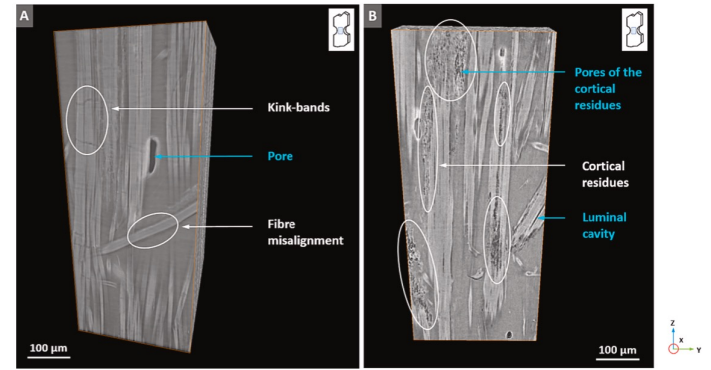 A
Kink-bands
Pore
Fibre
misalignment
100 µm
B
Pores of the
cortical
residues
Cortical
residues
Luminal
cavity
100 µm
Z
X
Y